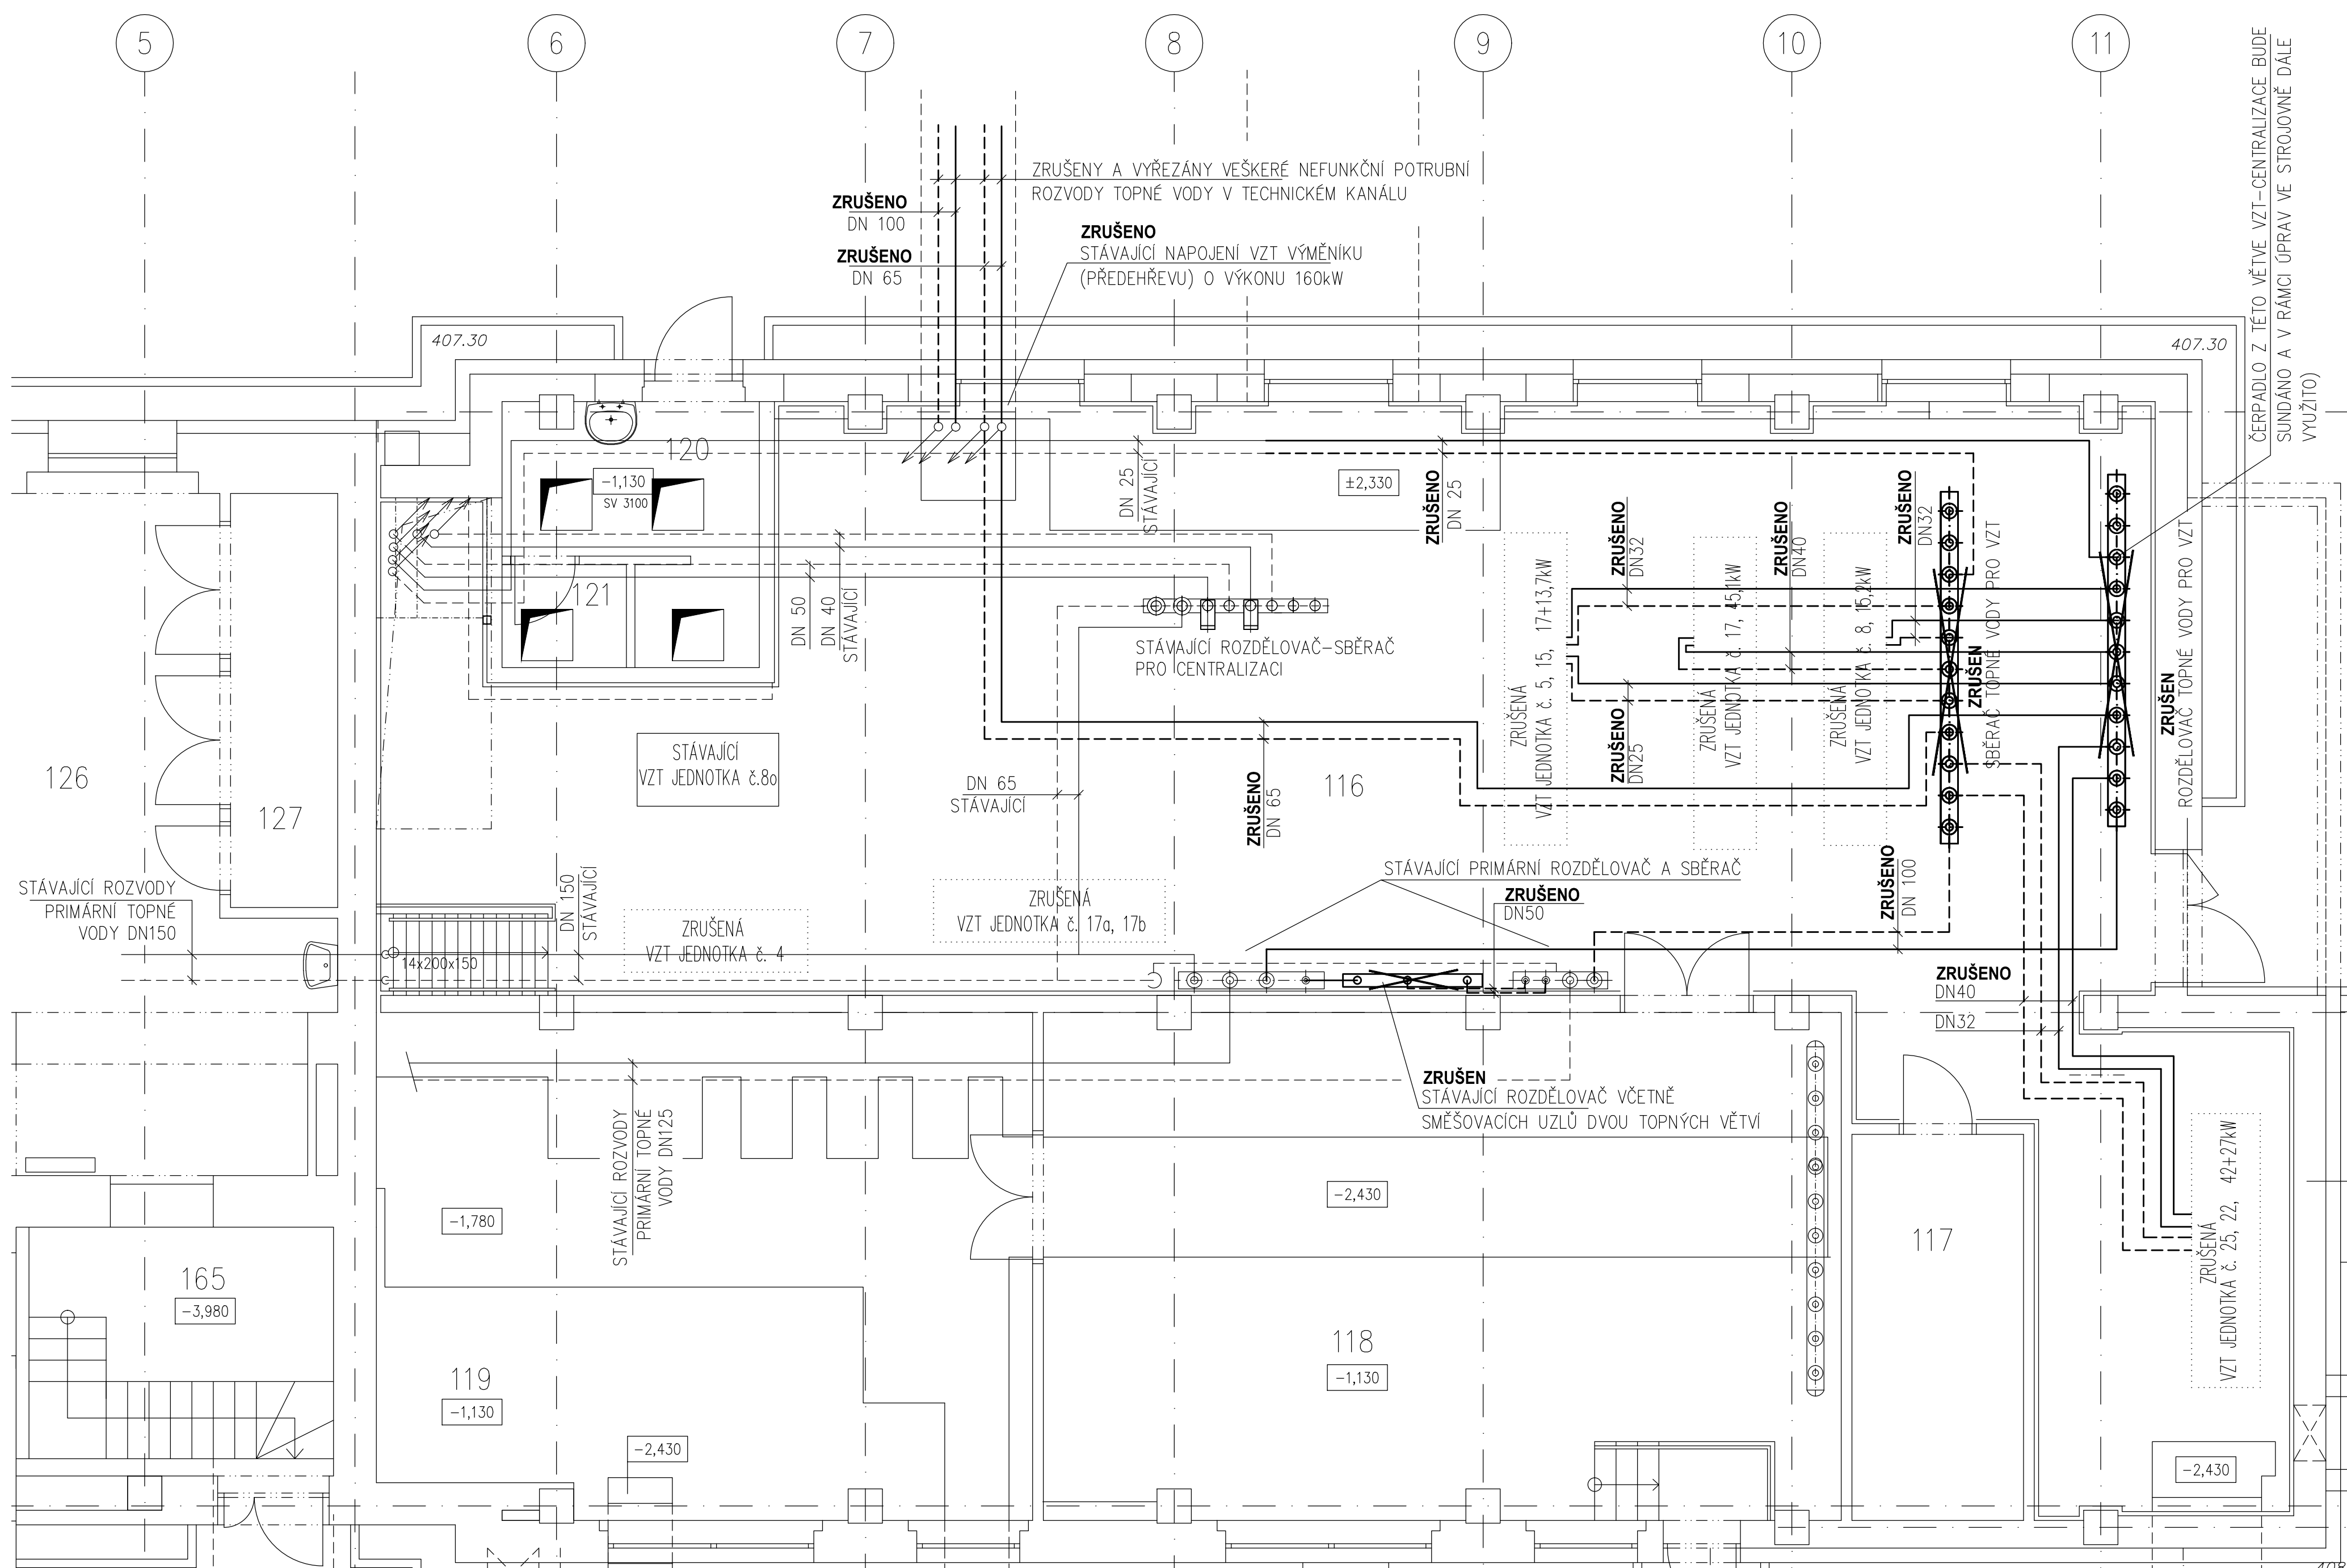 5
6
7
8
9
10
11
ČERPADLO Z TÉTO VĚTVE VZT-CENTRALIZACE BUDE
SUNDÁNO A V RÁMCI ÚPRAV VE STROJOVNĚ DÁLE
VYUŽITO)
ZRUŠENY A VYŘEZÁNY VEŠKERÉ NEFUNKČNÍ POTRUBNÍ
ROZVODY TOPNÉ VODY V TECHNICKÉM KANÁLU
ZRUŠENO
DN 100
ZRUŠENO
DN 65
ZRUŠENO
STÁVAJÍCÍ NAPOJENÍ VZT VÝMĚNÍKU
(PŘEDEHŘEVU) O VÝKONU 160kW
407.30
407.30
120
-1,130
SV 3100
121
DN 25
STÁVAJÍCÍ
±2,330
ZRUŠENO
DN 25
DN 50
DN 40
STÁVAJÍCÍ
STÁVAJÍCÍ ROZDĚLOVAČ-SBĚRAČ
PRO CENTRALIZACI
ZRUŠENÁ
VZT JEDNOTKA č. 5, 15, 17+13,7kW
ZRUŠENO
DN32
ZRUŠENO
DN25
ZRUŠENÁ
VZT JEDNOTKA č. 17, 45,1kW
ZRUŠENO
DN40
ZRUŠENÁ
VZT JEDNOTKA č. 8, 15,2kW
ZRUŠENO
DN32
ZRUŠEN
SBĚRAČ TOPNÉ VODY PRO VZT
ZRUŠEN
ROZDĚLOVAČ TOPNÉ VODY PRO VZT
126
127
STÁVAJÍCÍ
VZT JEDNOTKA č.8o
DN 65
STÁVAJÍCÍ
ZRUŠENO
DN 65
116
STÁVAJÍCÍ ROZVODY
PRIMÁRNÍ TOPNÉ
VODY DN150
DN 150
STÁVAJÍCÍ
14x200x150
ZRUŠENÁ
VZT JEDNOTKA č. 4
ZRUŠENÁ
VZT JEDNOTKA č. 17a, 17b
STÁVAJÍCÍ PRIMÁRNÍ ROZDĚLOVAČ A SBĚRAČ
ZRUŠENO
DN50
ZRUŠENO
DN 100
ZRUŠENO
DN40
DN32
ZRUŠEN
STÁVAJÍCÍ ROZDĚLOVAČ VČETNĚ
SMĚŠOVACÍCH UZLŮ DVOU TOPNÝCH VĚTVÍ
STÁVAJÍCÍ ROZVODY
PRIMÁRNÍ TOPNÉ
VODY DN125
-1,780
-2,430
117
ZRUŠENÁ
VZT JEDNOTKA č. 25, 22, 42+27kW
165
-3,980
119
-1,130
118
-1,130
-2,430
-2,430